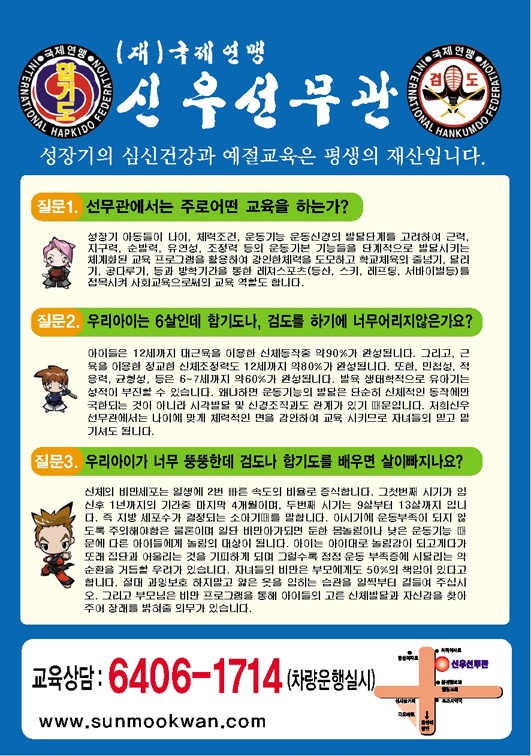 (재)국제연맹
신우선무관
국제연맹
합기도
INTERNATIONAL HAPKIDO FEDERATION
국제연맹
검도
INTERNATIONAL HANKUMDO FEDERATION
성장기의 심신건강과 예절교육은 평생의 재산입니다.
질문1. 선무관에서는 주로어떤 교육을 하는가?
성장기 아동들이 나이, 체력조건, 운동기능 운동신경의 발달단계를 고려하여 근력,
지구력, 순발력, 유연성, 조정력 등의 운동기본 기능들을 단계적으로 발달시키는
체계화된 교육 프로그램을 활용하여 강인한체력을 도모하고 학교체육의 줄넘기, 달리
기, 공다루기, 등과 방학기간을 통한 레져스포츠(등산, 스키, 레프팅, 서바이벌등)를
접목시켜 사회교육으로써의 교육 역할도 합니다.
질문2. 우리아이는 6살인데 합기도나, 검도를 하기에 너무어리지않은가요?
아이들은 12세까지 대근육을 이용한 신체동작중 약90%가 완성됩니다. 그리고, 근
육을 이용한 정교한 신체조정력도 12세까지 약80%가 완성됩니다. 또한, 민첩성, 적
응력, 균형성, 등은 6~7세까지 약60%가 완성됩니다. 발육 생태학적으로 유아기는
성적이 부진할 수 있습니다. 왜냐하면 운동기능의 발달은 단순히 신체적인 동작에만
국한되는 것이 아니라 시각발달 및 신경조직과도 관계가 있기 때문입니다. 저희신우
선무관에서는 나이에 맞게 체력적인 면을 감안하여 교육 시키므로 자녀들의 믿고 맡
기셔도 됩니다.
질문3. 우리아이가 너무 뚱뚱한데 검도나 합기도를 배우면 살이빠지나요?
신체의 비만세포는 일생에 2번 빠른 속도의 비율로 증식합니다. 그첫번째 시기가 임
신후 1년까지의 기간중 마지막 4개월이며, 두번째 시기는 9살부터 13살까지 입니
다. 즉 지방 세포수가 결정되는 소아기때를 말합니다. 이시기에 운동부족이 되지 않
도록 주의해야함은 물론이며 일단 비만아가되면 둔한 몸놀림이나 낮은 운동기능 때
문에 다른 아이들에게 놀림의 대상이 됩니다. 아이는 아이대로 놀림감이 되고게다가
또래 집단과 어울리는 것을 기피하게 되며 그럴수록 점점 운동 부족증에 시달리는 악
순환을 거듭할 우려가 있습니다. 자녀들의 비만은 부모에게도 50%의 책임이 있다고
합니다. 절대 과잉보호 하지말고 얇은 옷을 입히는 습관을 일찍부터 길들여 주십시
오. 그리고 부모님은 비만 프로그램을 통해 아이들의 고른 신체발달과 자신감을 찾아
주어 장래를 밝혀줄 의무가 있습니다.
교육상담: 6406-1714 (차량운행실시)
www.sunmookwan.com
신우선무관